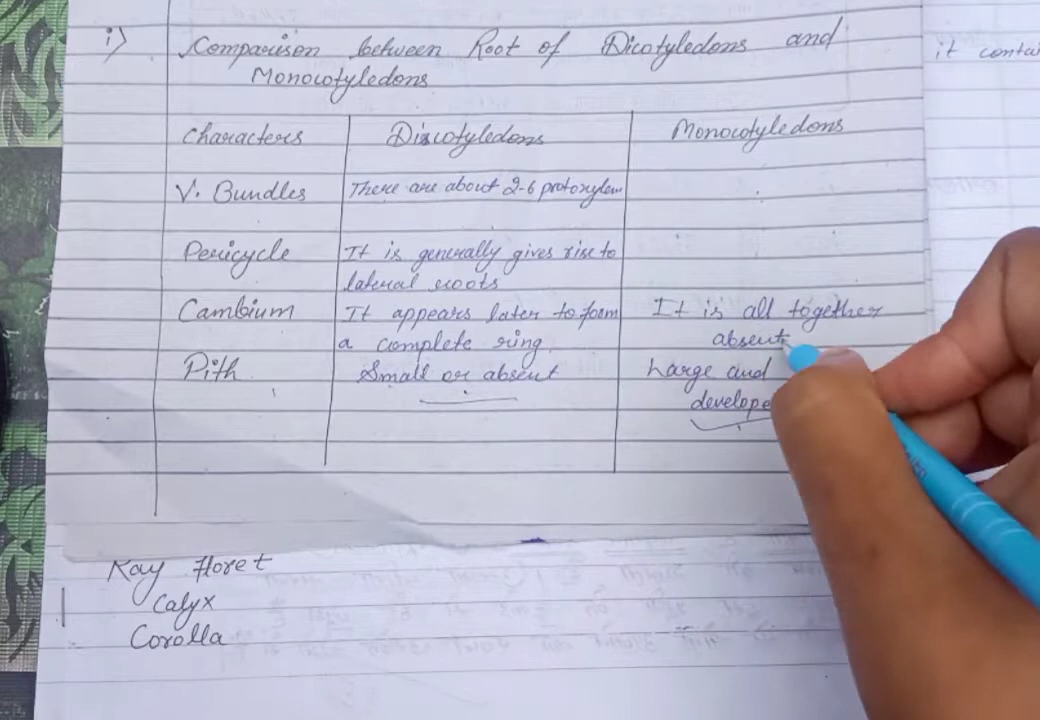 i) Comparison between Root of Dicotyledons and
Monocotyledons
it contai
Characters Dicotyledons Monocotyledons
V. Bundles There are about 2-6 protoxylem
Pericycle It is generally gives rise to
lateral roots
Cambium It appears later to form It is all together
a complete ring. absent
Pith Small or absent Large and
develope
Ray Floret
Calyx
Corolla